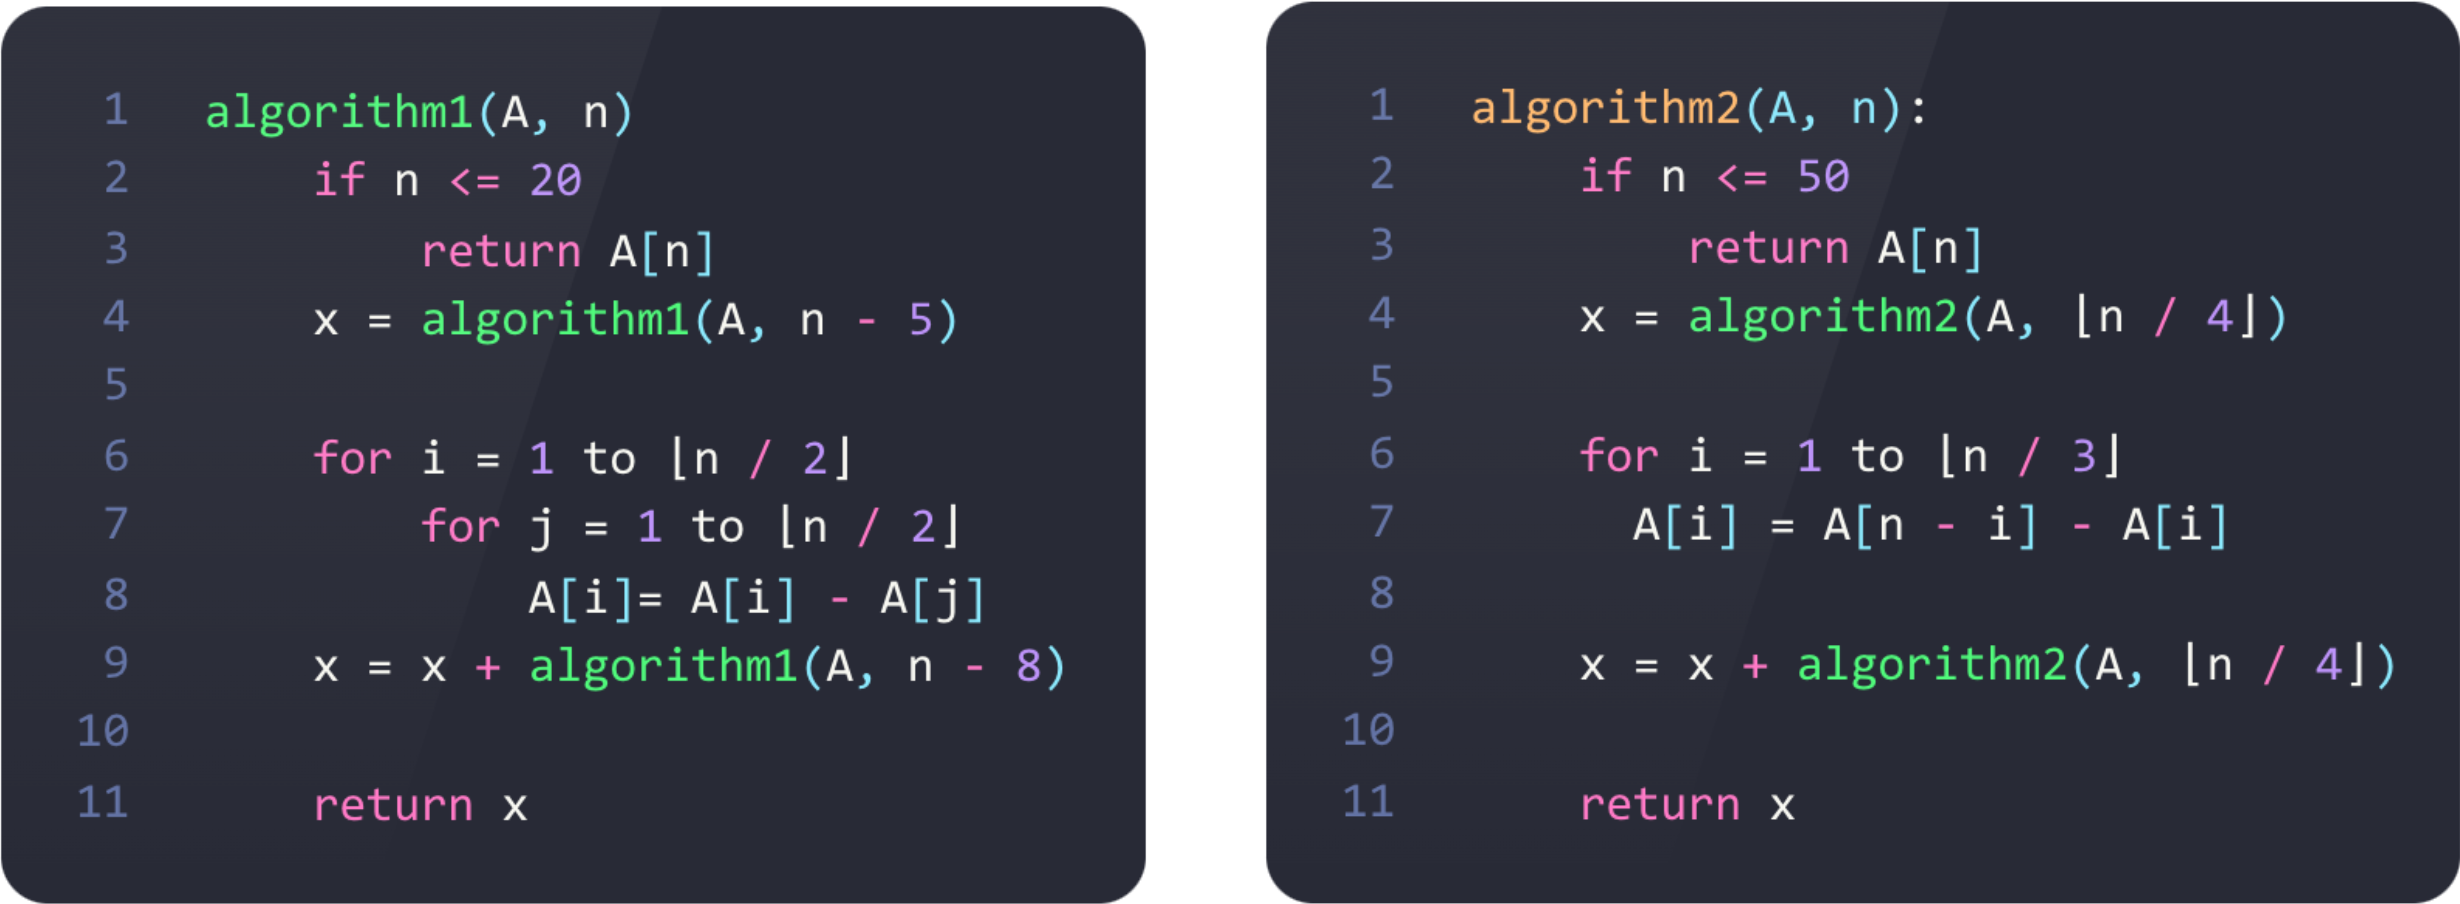 1 algorithm1(A, n)
2 if n <= 20
3 return A[n]
4 x = algorithm1(A, n - 5)
5
6 for i = 1 to ⌊n / 2⌋
7 for j = 1 to ⌊n / 2⌋
8 A[i]= A[i] - A[j]
9 x = x + algorithm1(A, n - 8)
10
11 return x
1 algorithm2(A, n):
2 if n <= 50
3 return A[n]
4 x = algorithm2(A, ⌊n / 4⌋)
5
6 for i = 1 to ⌊n / 3⌋
7 A[i] = A[n - i] - A[i]
8
9 x = x + algorithm2(A, ⌊n / 4⌋)
10
11 return x